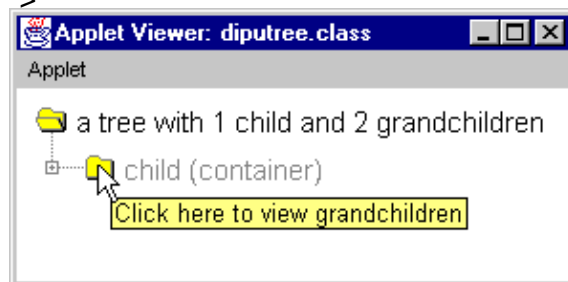 Applet Viewer: diputree.class
Applet
a tree with 1 child and 2 grandchildren
child (container)
Click here to view grandchildren